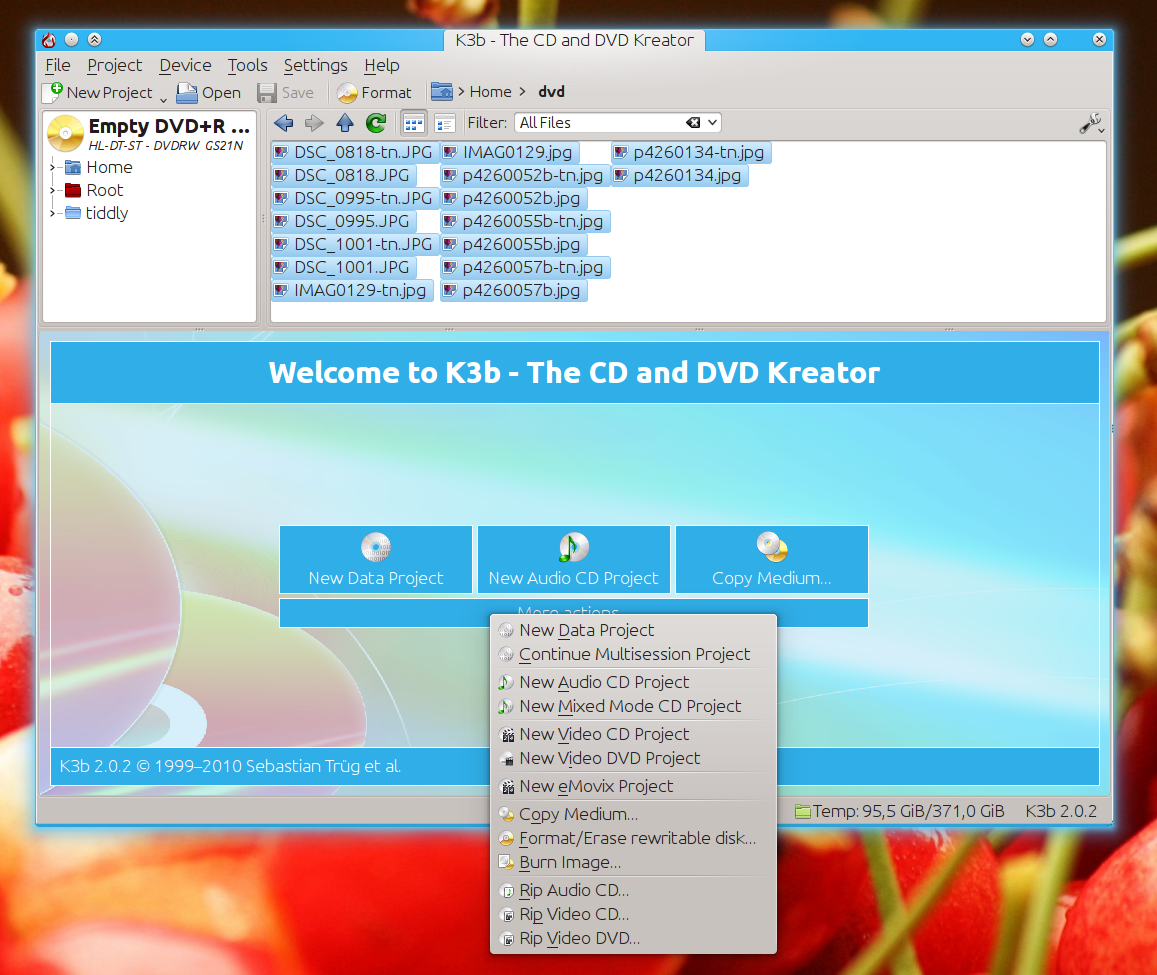 K3b - The CD and DVD Kreator
File Project Device Tools Settings Help
New Project Open Save Format Home dvd
Empty DVD+R ...
HL-DT-ST - DVDRW GS21N
Home
Root
tiddly
Filter: All Files
DSC_0818-tn.JPG IMAG0129.jpg p4260134-tn.jpg
DSC_0818.JPG p4260052b-tn.jpg p4260134.jpg
DSC_0995-tn.JPG p4260052b.jpg
DSC_0995.JPG p4260055b-tn.jpg
DSC_1001-tn.JPG p4260055b.jpg
DSC_1001.JPG p4260057b-tn.jpg
IMAG0129-tn.jpg p4260057b.jpg
Welcome to K3b - The CD and DVD Kreator
New Data Project New Audio CD Project Copy Medium...
More actions
New Data Project
Continue Multisession Project
New Audio CD Project
New Mixed Mode CD Project
New Video CD Project
New Video DVD Project
New eMovix Project
Copy Medium...
Format/Erase rewritable disk...
Burn Image...
Rip Audio CD...
Rip Video CD...
Rip Video DVD...
K3b 2.0.2 © 1999–2010 Sebastian Trüg et al.
Temp: 95,5 GiB/371,0 GiB K3b 2.0.2